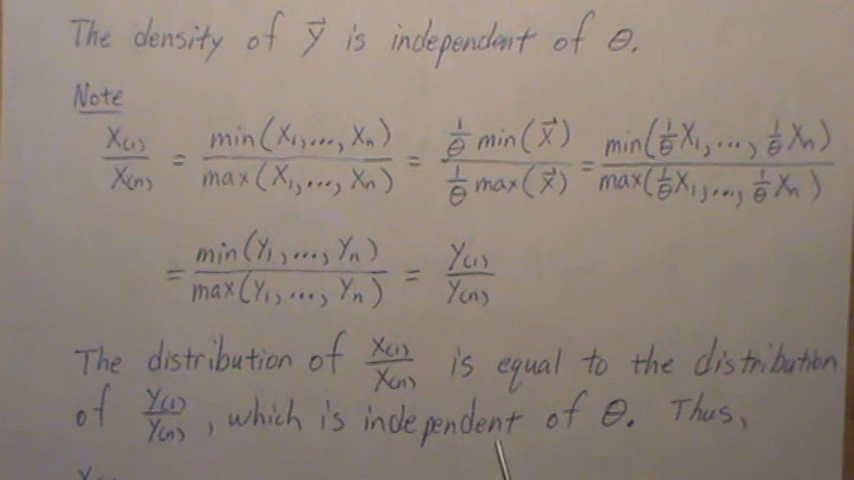 The density of y⃗ is independent of θ.
Note
X(1)/X(n) = min(X1,...,Xn)/max(X1,...,Xn) = 1/θ min(x⃗)/1/θ max(x⃗) = min(1/θ X1,..., 1/θ Xn)/max(1/θ X1,..., 1/θ Xn)
= min(Y1,...,Yn)/max(Y1,...,Yn) = Y(1)/Y(n)
The distribution of X(1)/X(n) is equal to the distribution
of Y(1)/Y(n), which is independent of θ. Thus,